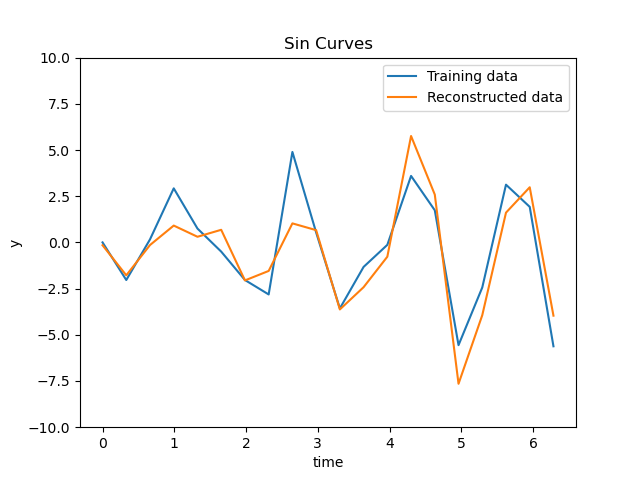 Sin Curves
Training data
Reconstructed data
10.0
7.5
5.0
2.5
0.0
−2.5
−5.0
−7.5
−10.0
y
0 1 2 3 4 5 6
time